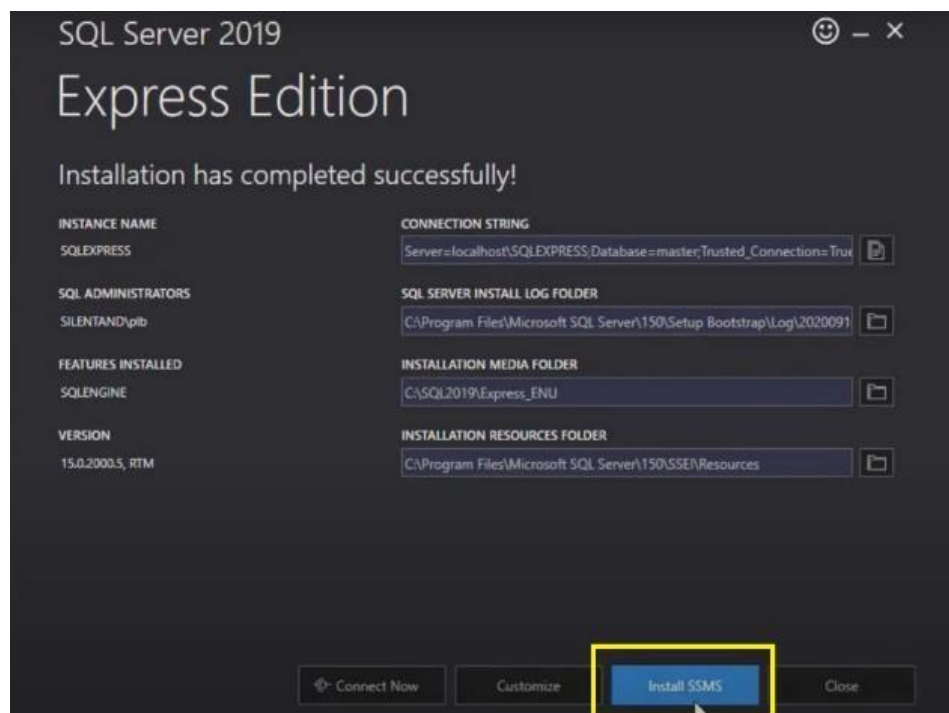 SQL Server 2019
Express Edition
Installation has completed successfully!
INSTANCE NAME
SQLEXPRESS
CONNECTION STRING
Server=localhost\SQLEXPRESS;Database=master;Trusted_Connection=True
SQL ADMINISTRATORS
SILENTAND\plb
SQL SERVER INSTALL LOG FOLDER
C:\Program Files\Microsoft SQL Server\150\Setup Bootstrap\Log\2020091
FEATURES INSTALLED
SQLENGINE
INSTALLATION MEDIA FOLDER
C:\SQL2019\Express_ENU
VERSION
15.0.2000.5, RTM
INSTALLATION RESOURCES FOLDER
C:\Program Files\Microsoft SQL Server\150\SSEI\Resources
Connect Now
Customize
Install SSMS
Close